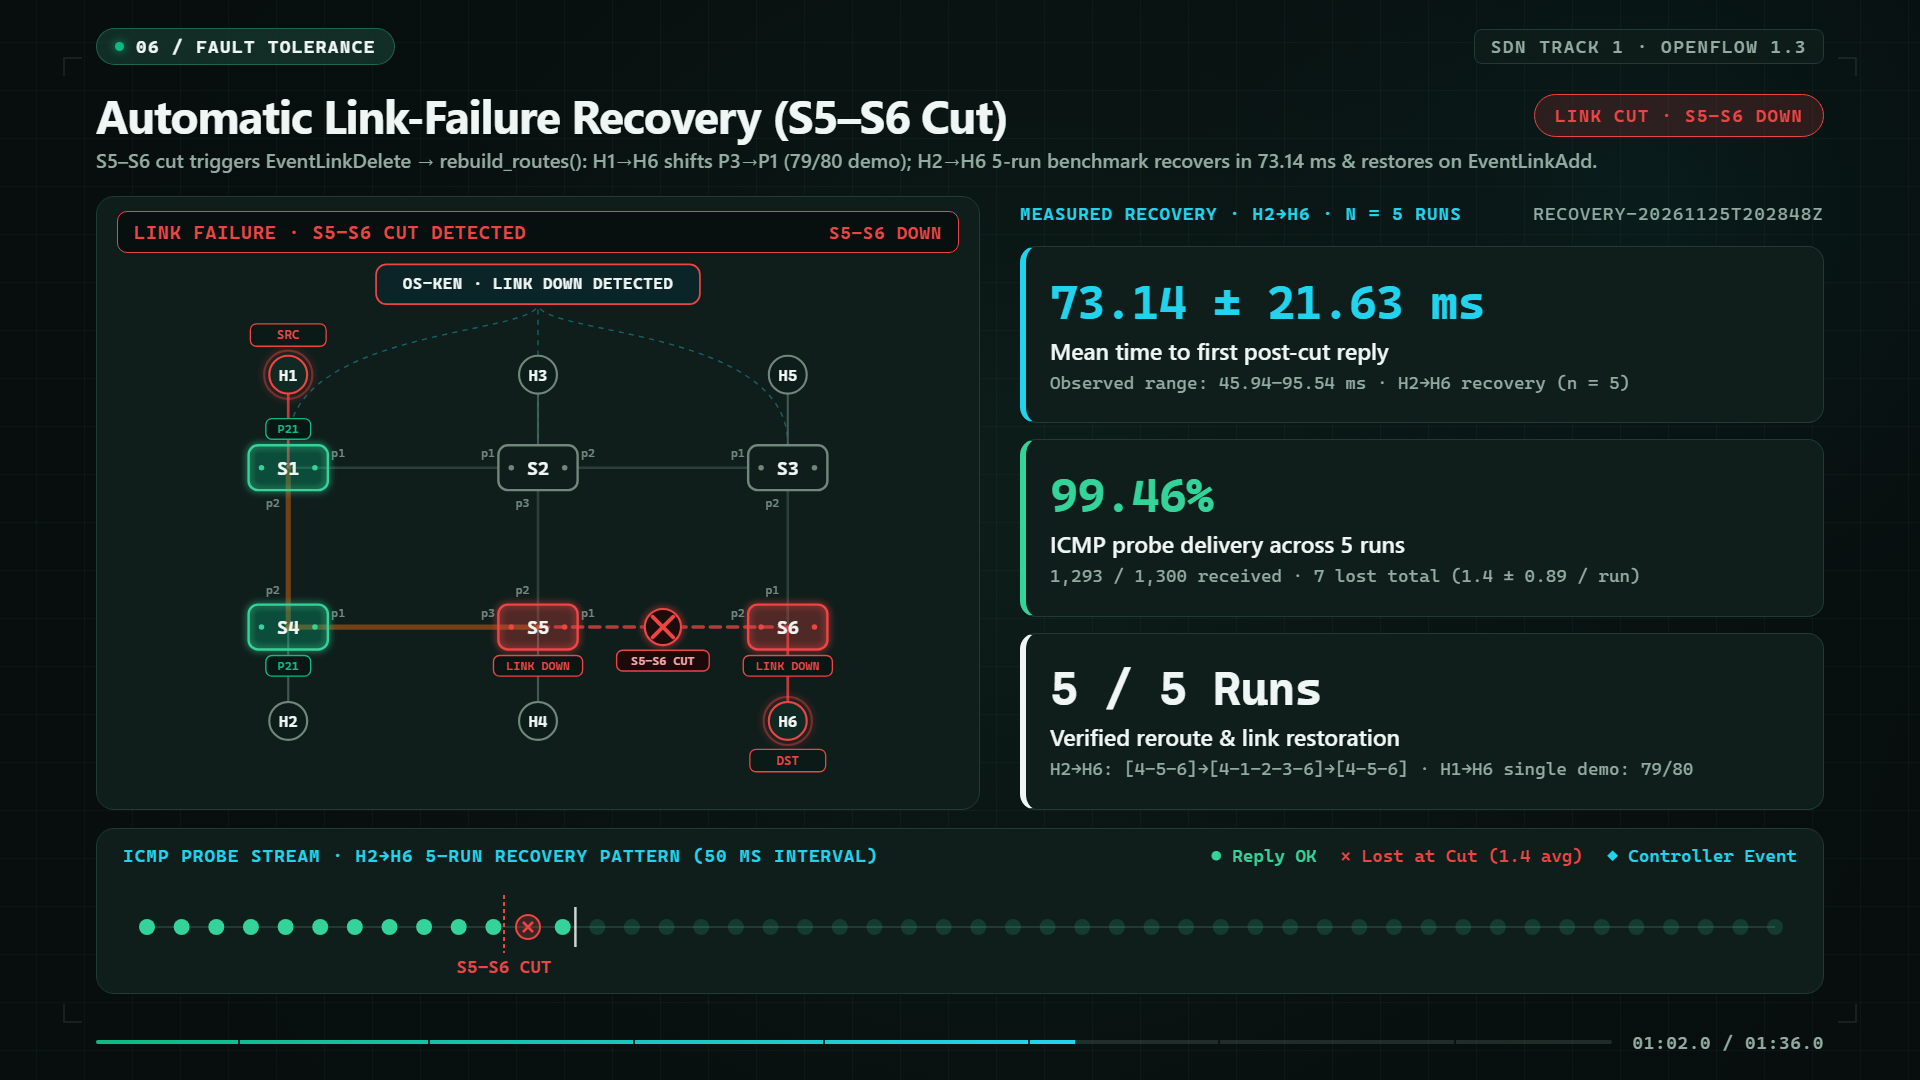 06 / FAULT TOLERANCE
SDN TRACK 1 · OPENFLOW 1.3
Automatic Link-Failure Recovery (S5–S6 Cut)
LINK CUT · S5–S6 DOWN
S5–S6 cut triggers EventLinkDelete → rebuild_routes(): H1→H6 shifts P3→P1 (79/80 demo); H2→H6 5-run benchmark recovers in 73.14 ms & restores on EventLinkAdd.
LINK FAILURE · S5–S6 CUT DETECTED
S5–S6 DOWN
OS-KEN · LINK DOWN DETECTED
SRC
H1
H3
H5
P21
S1
p1
p1
S2
p2
p1
S3
p2
p3
p2
p2
p2
p1
S4
p1
p3
S5
p1
p2
S6
P21
LINK DOWN
S5–S6 CUT
LINK DOWN
H2
H4
H6
DST
MEASURED RECOVERY · H2→H6 · N = 5 RUNS
RECOVERY-20261125T202848Z
73.14 ± 21.63 ms
Mean time to first post-cut reply
Observed range: 45.94–95.54 ms · H2→H6 recovery (n = 5)
99.46%
ICMP probe delivery across 5 runs
1,293 / 1,300 received · 7 lost total (1.4 ± 0.89 / run)
5 / 5 Runs
Verified reroute & link restoration
H2→H6: [4-5-6]→[4-1-2-3-6]→[4-5-6] · H1→H6 single demo: 79/80
ICMP PROBE STREAM · H2→H6 5-RUN RECOVERY PATTERN (50 MS INTERVAL)
● Reply OK
× Lost at Cut (1.4 avg)
◆ Controller Event
S5–S6 CUT
01:02.0 / 01:36.0